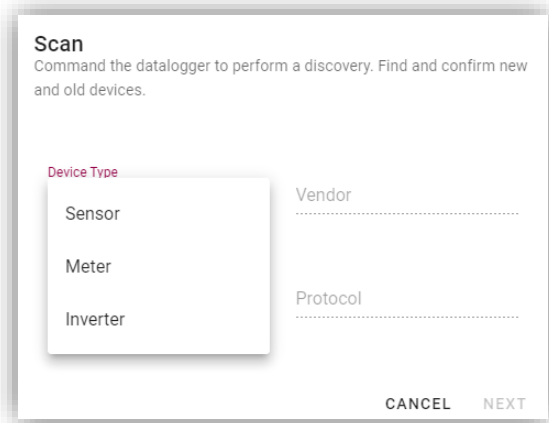 Scan
Command the datalogger to perform a discovery. Find and confirm new
and old devices.
Device Type
Sensor
Meter
Inverter
Vendor
Protocol
CANCEL NEXT